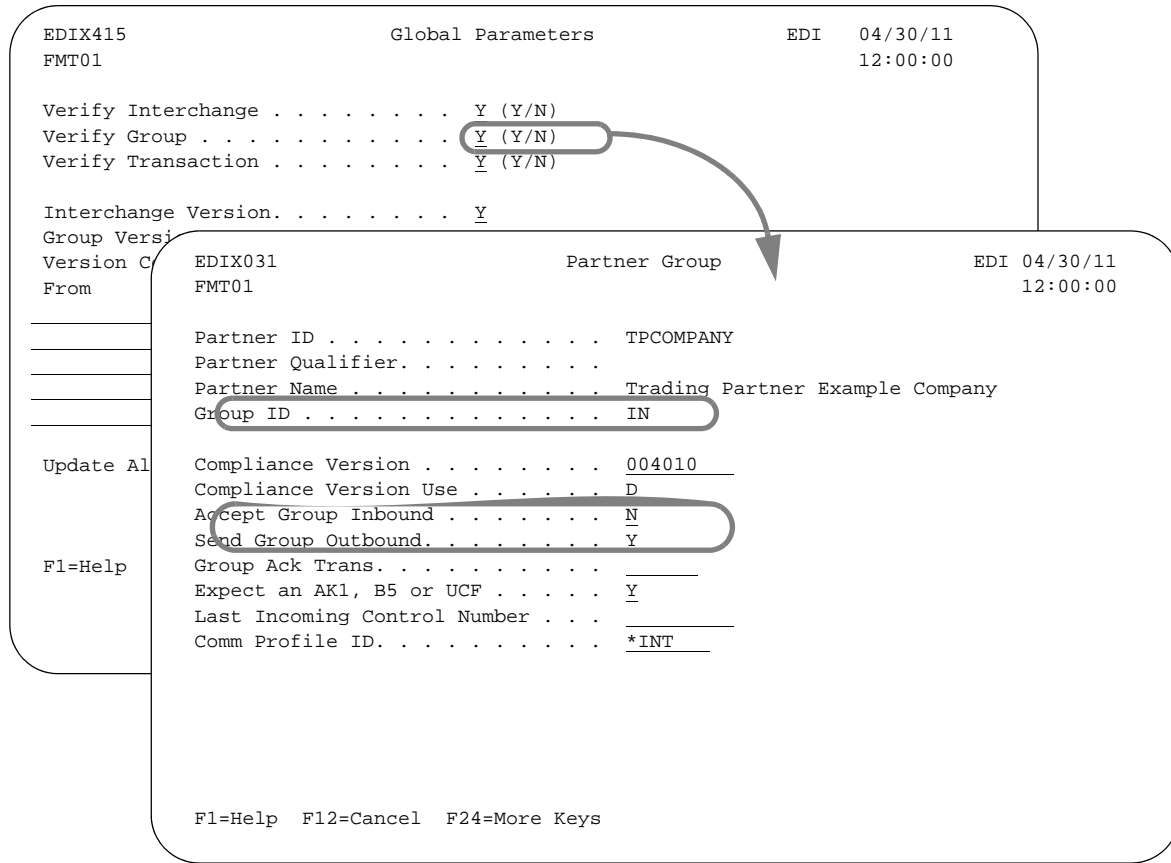 EDIX415 Global Parameters EDI 04/30/11
FMT01 12:00:00
Verify Interchange . . . . . . . . Y (Y/N)
Verify Group . . . . . . . . . . . Y (Y/N)
Verify Transaction . . . . . . . . Y (Y/N)
Interchange Version. . . . . . . . Y
Group Versi
Version C
From
Update Al
F1=Help
EDIX031 Partner Group EDI 04/30/11
FMT01 12:00:00
Partner ID . . . . . . . . . . . . TPCOMPANY
Partner Qualifier. . . . . . . . .
Partner Name . . . . . . . . . . . Trading Partner Example Company
Group ID . . . . . . . . . . . . . IN
Compliance Version . . . . . . . . 004010
Compliance Version Use . . . . . . D
Accept Group Inbound . . . . . . . N
Send Group Outbound. . . . . . . . Y
Group Ack Trans. . . . . . . . . .
Expect an AK1, B5 or UCF . . . . . Y
Last Incoming Control Number . . .
Comm Profile ID. . . . . . . . . . *INT
F1=Help F12=Cancel F24=More Keys